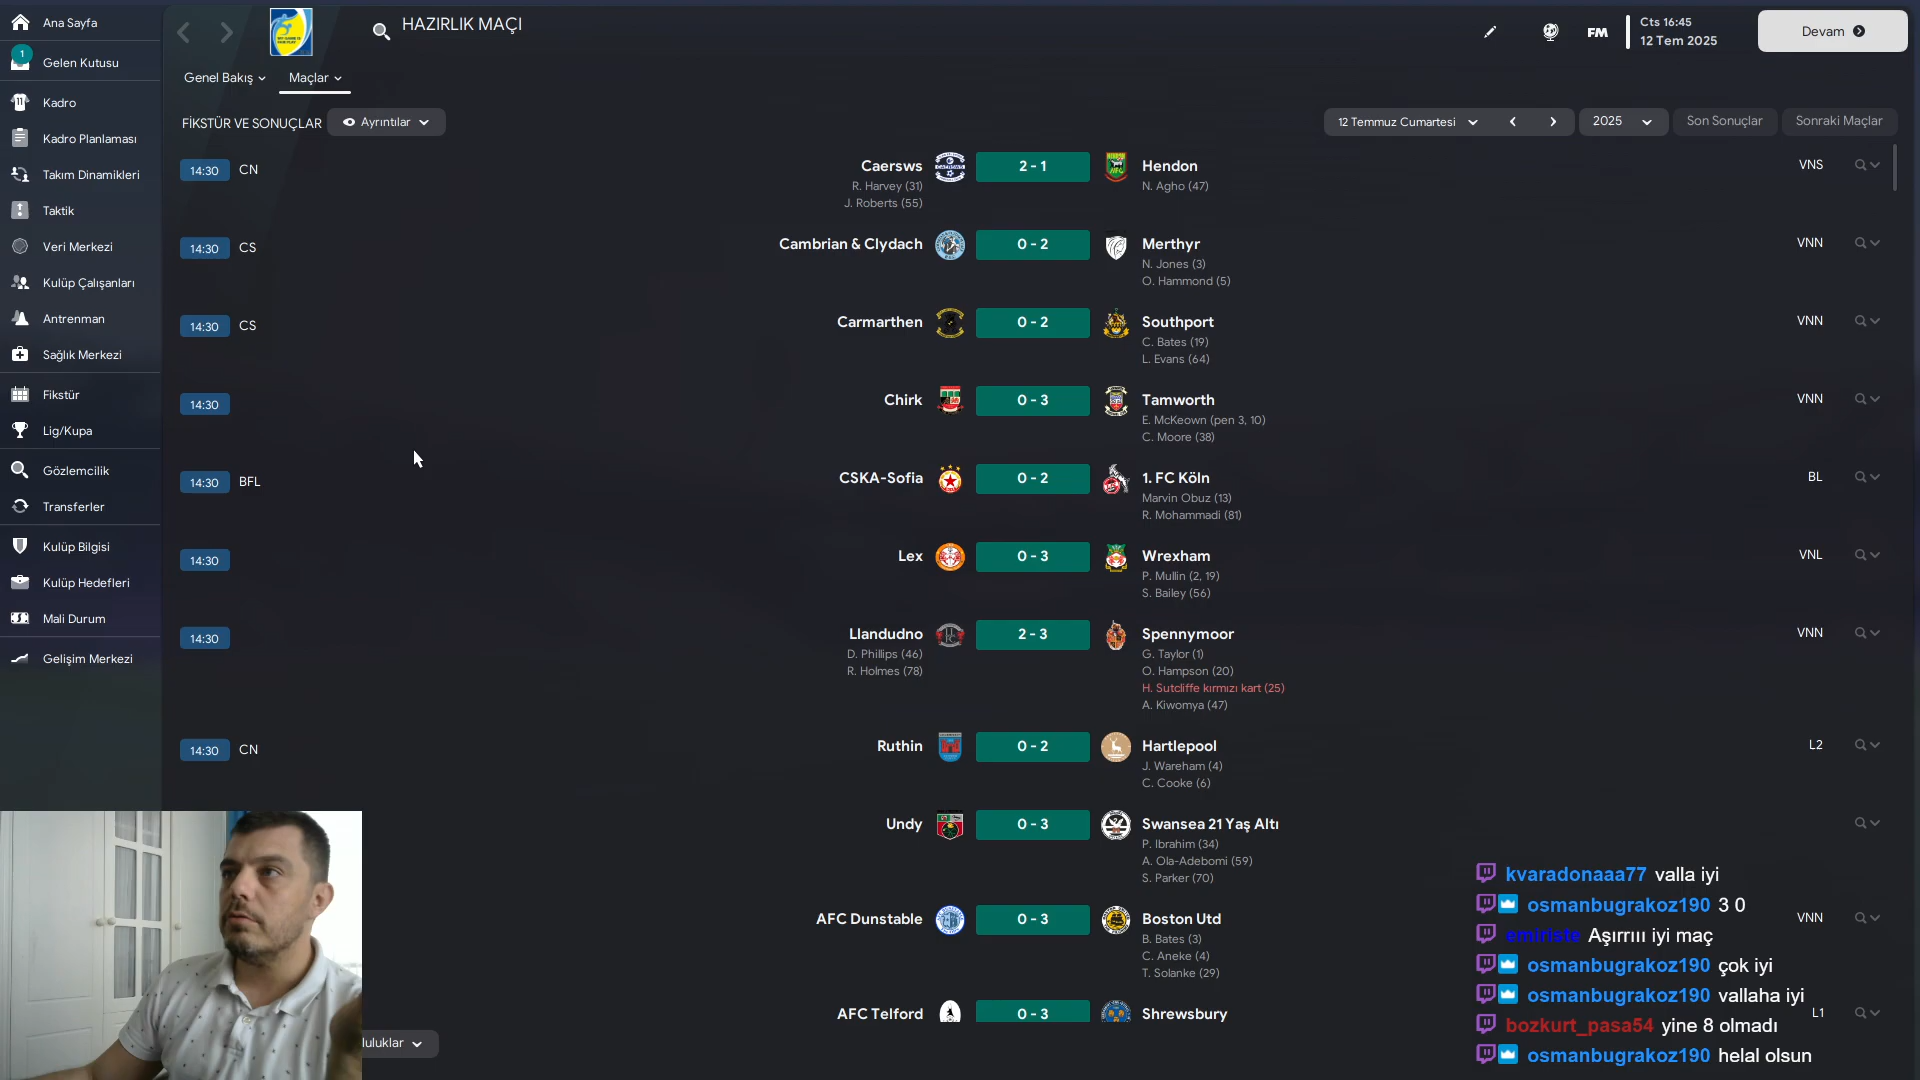 Ana Sayfa
1
Gelen Kutusu
Kadro
Kadro Planlaması
Takım Dinamikleri
Taktik
Veri Merkezi
Kulüp Çalışanları
Antrenman
Sağlık Merkezi
Fikstür
Lig/Kupa
Gözlemcilik
Transferler
Kulüp Bilgisi
Kulüp Hedefleri
Mali Durum
Gelişim Merkezi
HAZIRLIK MAÇI
FM
Cts 16:45
12 Tem 2025
Devam
Genel Bakış
Maçlar
FİKSTÜR VE SONUÇLAR
Ayrıntılar
12 Temmuz Cumartesi
2025
Son Sonuçlar
Sonraki Maçlar
14:30 CN Caersws 2 - 1 Hendon VNS
R. Harvey (31) N. Agho (47)
J. Roberts (55)
14:30 CS Cambrian & Clydach 0 - 2 Merthyr VNN
N. Jones (3)
O. Hammond (5)
14:30 CS Carmarthen 0 - 2 Southport VNN
C. Bates (19)
L. Evans (64)
14:30 Chirk 0 - 3 Tamworth VNN
E. McKeown (pen 3, 10)
C. Moore (38)
14:30 BFL CSKA-Sofia 0 - 2 1. FC Köln BL
Marvin Obuz (13)
R. Mohammadi (81)
14:30 Lex 0 - 3 Wrexham VNL
P. Mullin (2, 19)
S. Bailey (56)
14:30 Llandudno 2 - 3 Spennymoor VNN
D. Phillips (46) G. Taylor (1)
R. Holmes (78) O. Hampson (20)
H. Sutcliffe kırmızı kart (25)
A. Kiwomya (47)
14:30 CN Ruthin 0 - 2 Hartlepool L2
J. Wareham (4)
C. Cooke (6)
Undy 0 - 3 Swansea 21 Yaş Altı
P. Ibrahim (34)
A. Ola-Adebomi (59)
S. Parker (70)
AFC Dunstable 0 - 3 Boston Utd VNN
B. Bates (3)
C. Aneke (4)
T. Solanke (29)
AFC Telford 0 - 3 Shrewsbury L1
luluklar
kvaradonaaa77 valla iyi
osmanbugrakoz190 3 0
emiriste Aşırrııı iyi maç
osmanbugrakoz190 çok iyi
osmanbugrakoz190 vallaha iyi
bozkurt_pasa54 yine 8 olmadı
osmanbugrakoz190 helal olsun